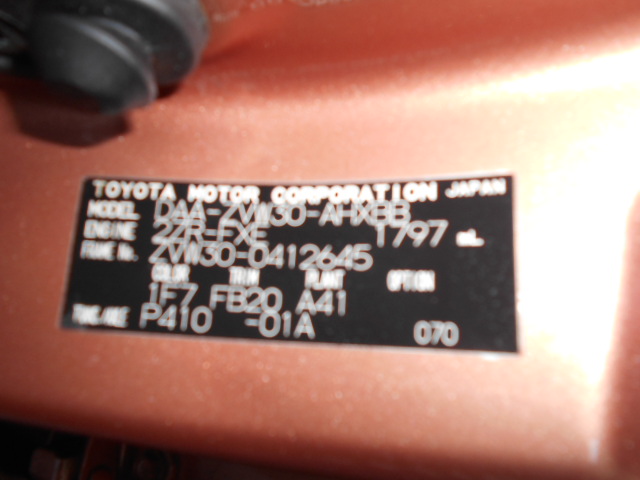 TOYOTA MOTOR CORPORATION JAPAN
MODEL DAA-ZVW30-AHXBB
ENGINE 2ZR-FXE 1797 mL
FRAME No. ZVW30-0412645
COLOR TRIM PLANT OPTION
1F7 FB20 A41
TRANS./AXLE P410 -01A 070